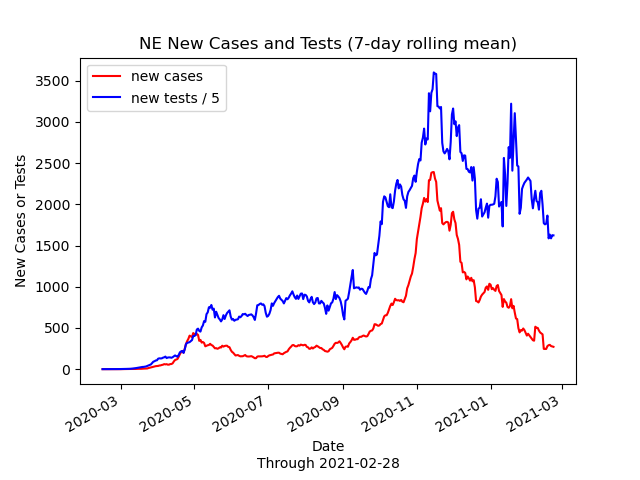 NE New Cases and Tests (7-day rolling mean)
new cases
new tests / 5
3500
3000
2500
2000
1500
1000
500
0
New Cases or Tests
2020-03
2020-05
2020-07
2020-09
2020-11
2021-01
2021-03
Date
Through 2021-02-28